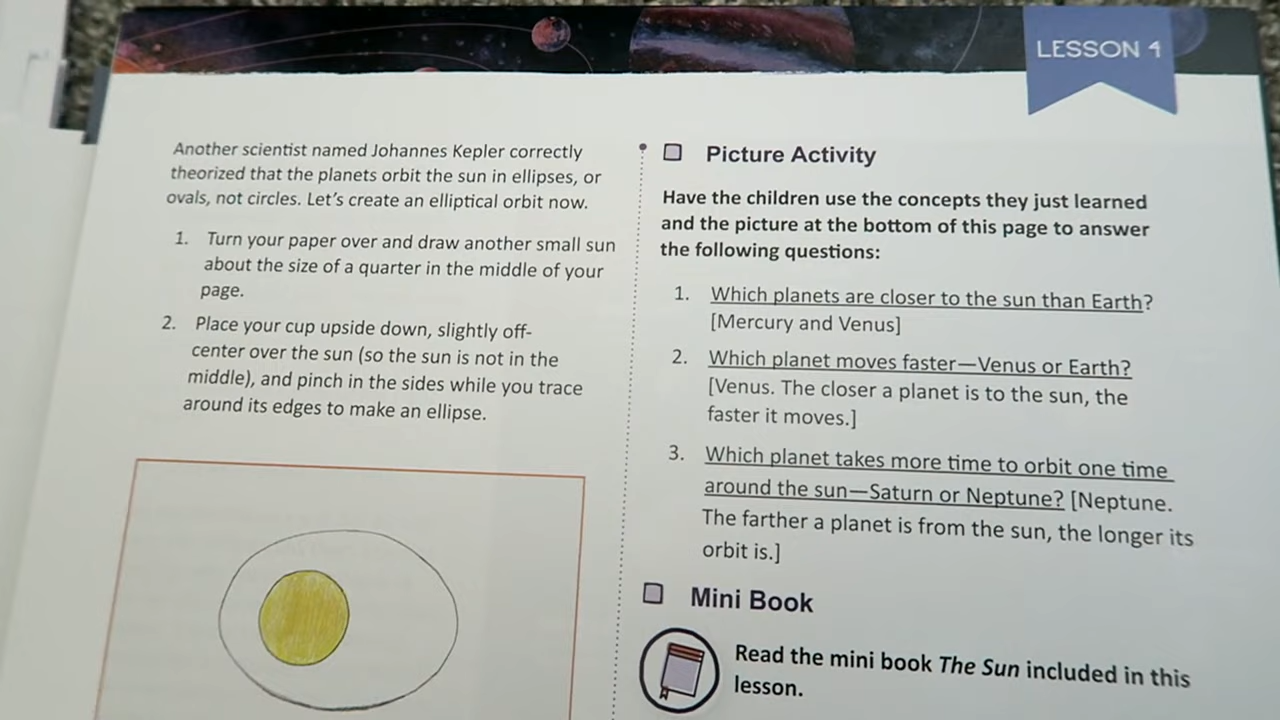 LESSON 4
Another scientist named Johannes Kepler correctly
theorized that the planets orbit the sun in ellipses, or
ovals, not circles. Let's create an elliptical orbit now.
1. Turn your paper over and draw another small sun
about the size of a quarter in the middle of your
page.
2. Place your cup upside down, slightly off-
center over the sun (so the sun is not in the
middle), and pinch in the sides while you trace
around its edges to make an ellipse.
Picture Activity
Have the children use the concepts they just learned
and the picture at the bottom of this page to answer
the following questions:
1. Which planets are closer to the sun than Earth?
[Mercury and Venus]
2. Which planet moves faster—Venus or Earth?
[Venus. The closer a planet is to the sun, the
faster it moves.]
3. Which planet takes more time to orbit one time
around the sun—Saturn or Neptune? [Neptune.
The farther a planet is from the sun, the longer its
orbit is.]
Mini Book
Read the mini book The Sun included in this
lesson.